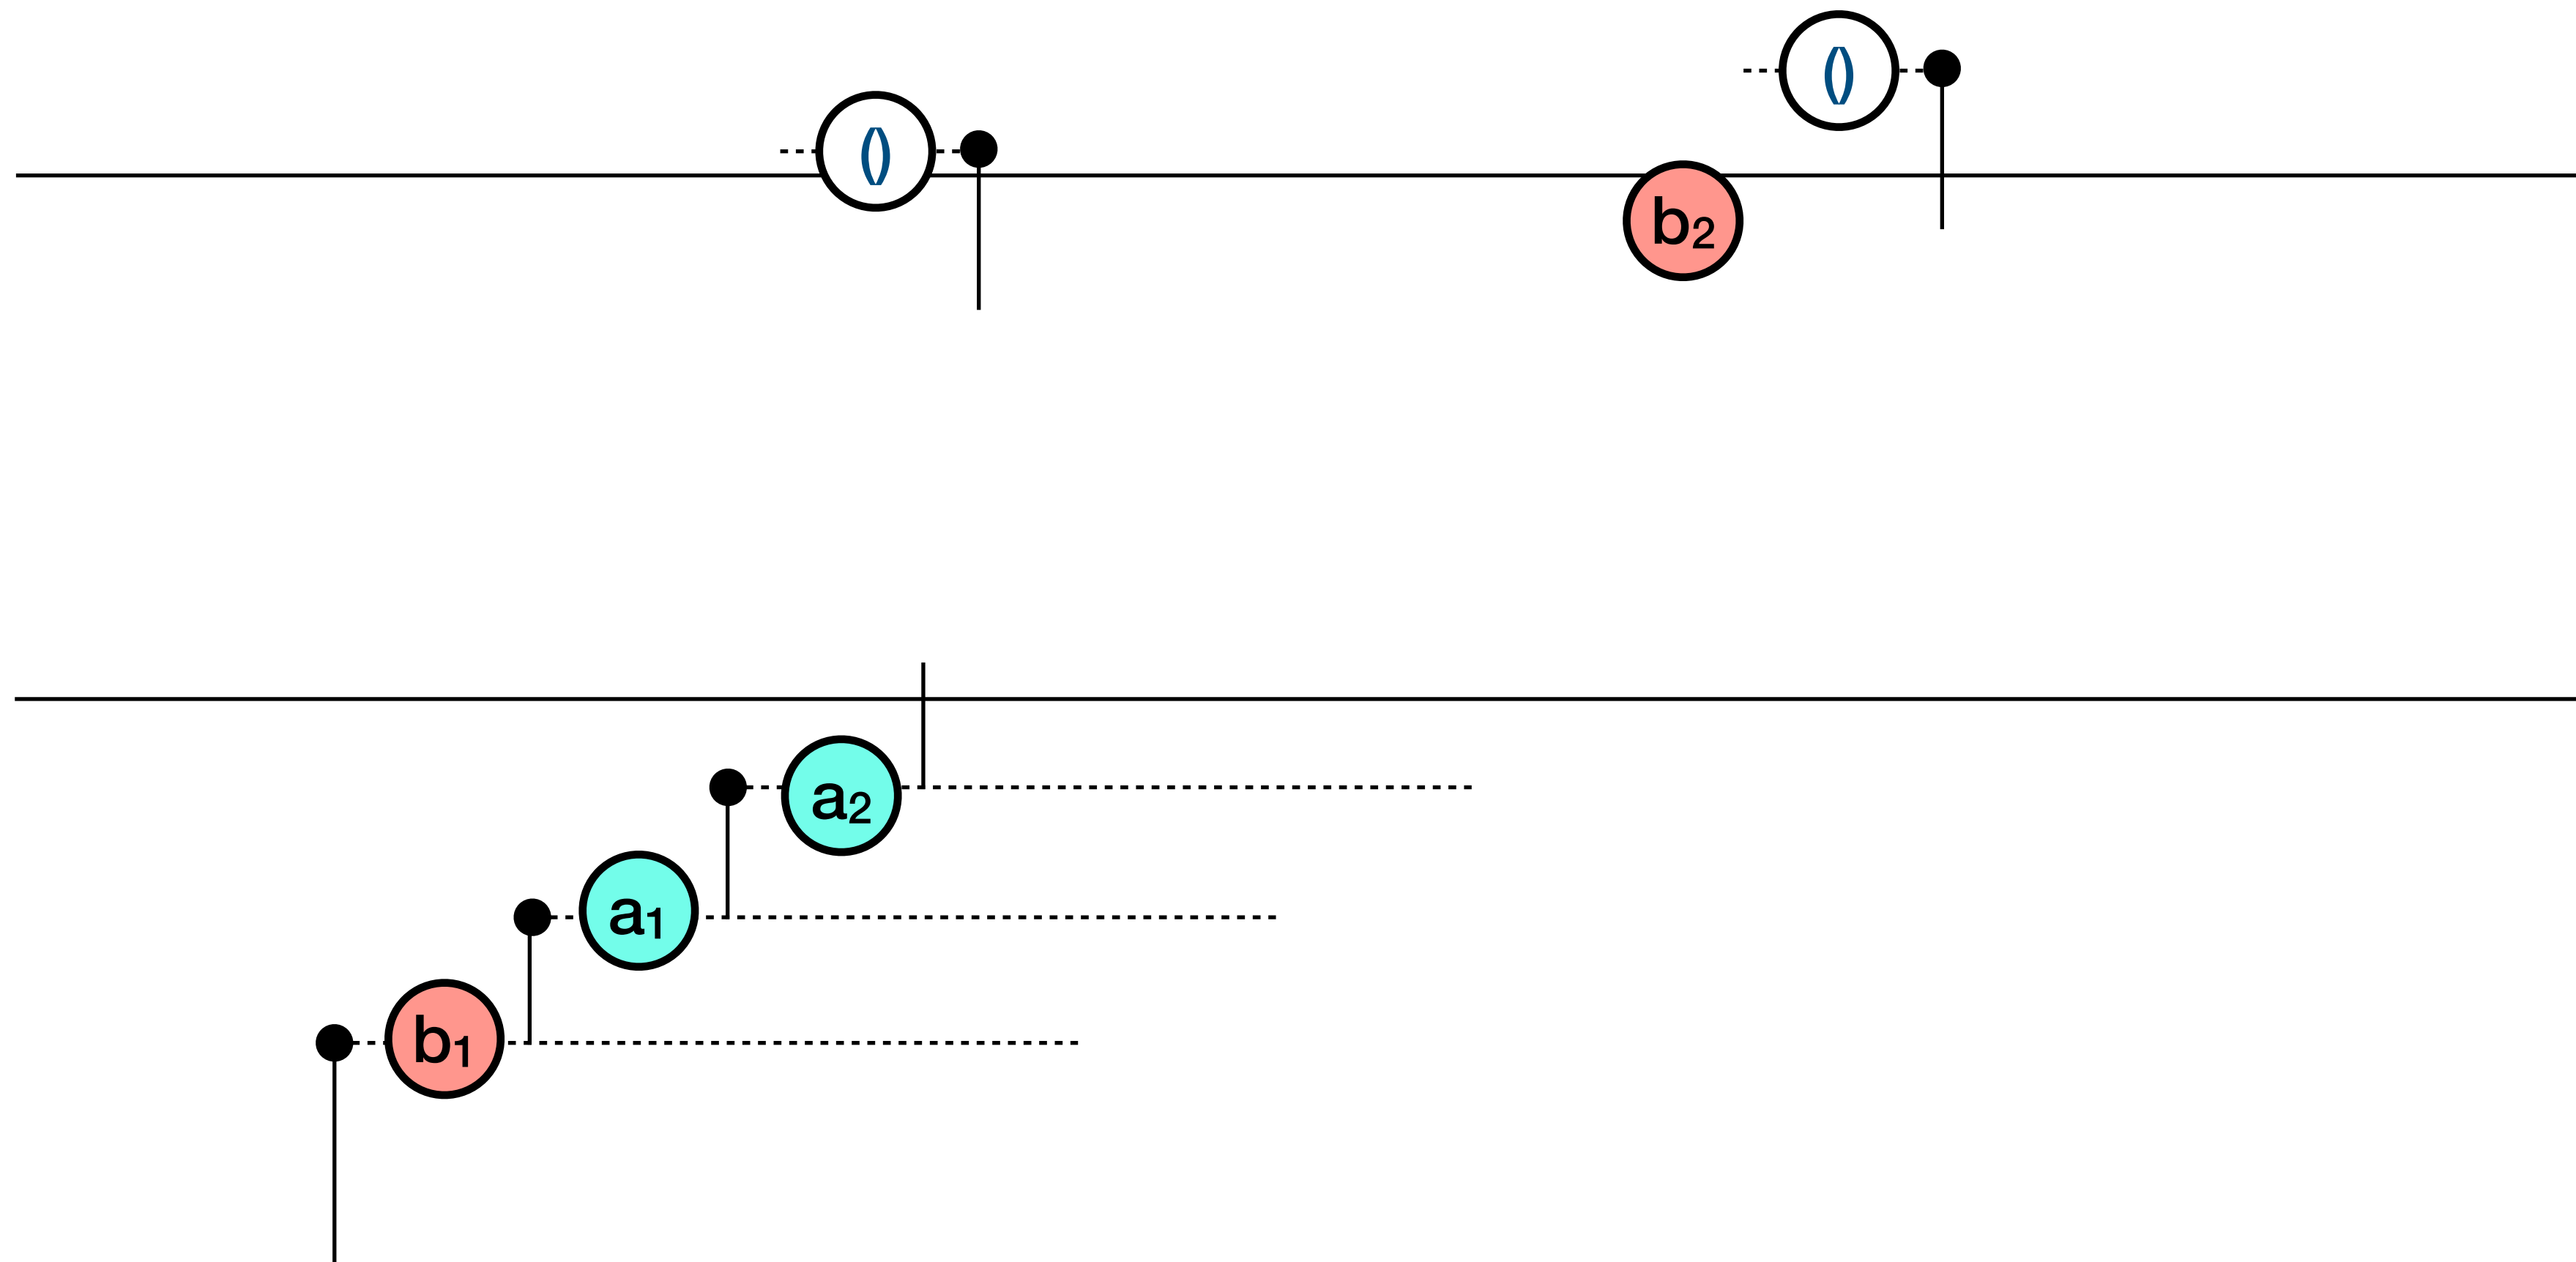 ()
()
b₂
a₂
a₁
b₁